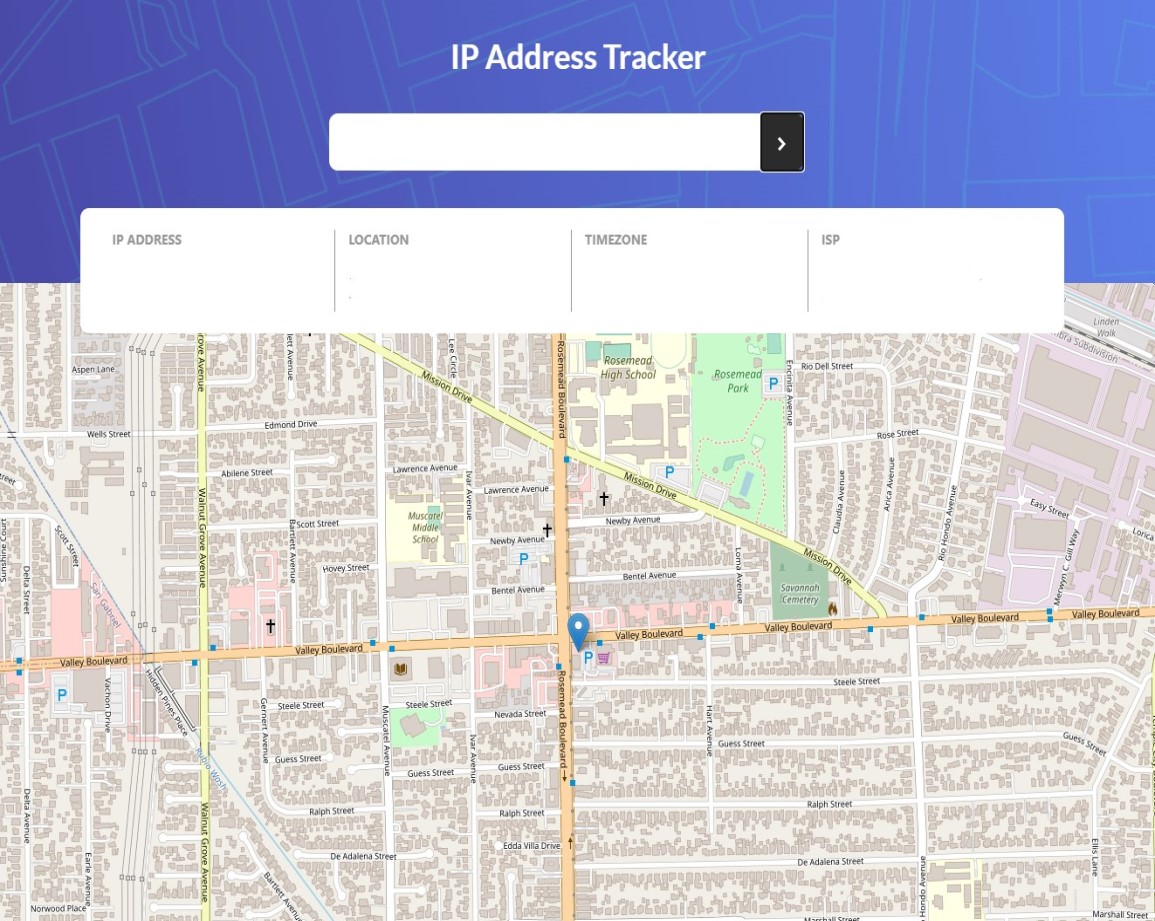 IP Address Tracker
IP ADDRESS
LOCATION
TIMEZONE
ISP
Linden Walk
Subdivision
Aspen Lane
Lee Circle
Rosemead Boulevard
Rosemead High School
Rosemead Park
P
Encinita Avenue
Rio Dell Street
Mission Drive
Wells Street
Edmond Drive
Rose Street
Abilene Street
Lawrence Avenue
Ivar Avenue
Lawrence Avenue
P
Mission Drive
Claudia Avenue
Arica Avenue
Rio Hondo Avenue
Easy Street
Walnut Grove Avenue
Muscatel Middle School
Scott Street
Bartlett Avenue
Newby Avenue
Newby Avenue
Lorica
Merwyn C. Gill Way
Scott Street
Hovey Street
P
Bentel Avenue
Loma Avenue
Mission Drive
Delta Street
San Gabriel
Bentel Avenue
Savannah Cemetery
Valley Boulevard
Valley Boulevard
Valley Boulevard
Valley Boulevard
Valley Boulevard
Valley Boulevard
P
P
Vachon Drive
Hidden Pines Place
Rosemead Boulevard
Steele Street
Gernert Avenue
Steele Street
Muscatel Avenue
Steele Street
Nevada Street
Hart Avenue
Ivar Avenue
Guess Street
Guess Street
Guess Street
Guess Street
Guess Street
Rubio Wash
Delta Avenue
Walnut Grove Avenue
Ralph Street
Ralph Street
Ralph Street
Edda Villa Drive
De Adalena Street
De Adalena Street
Earle Avenue
Bartlett Avenue
Hondo Avenue
Ellis Lane
Norwood Place
Marshall Street
Marshall Street